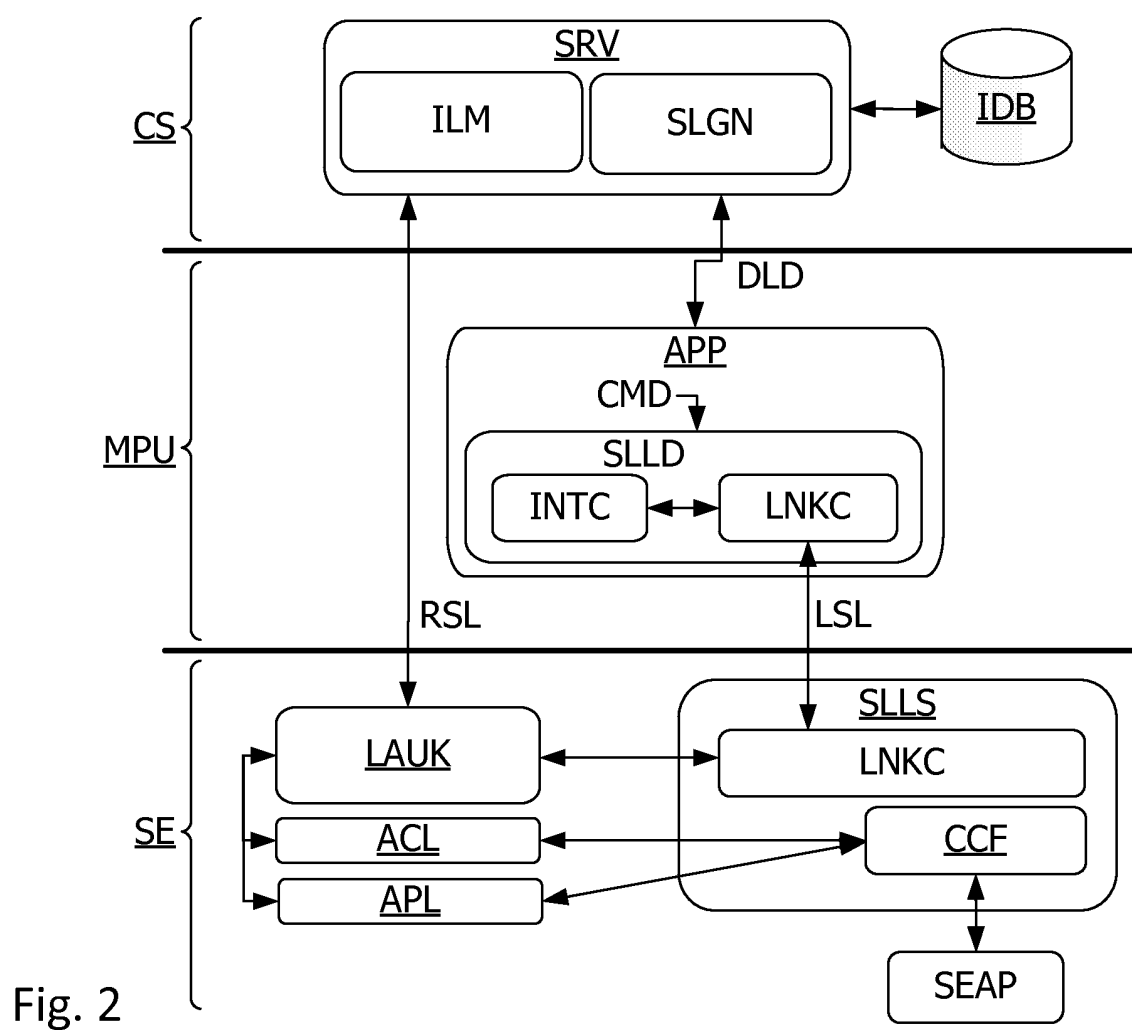 SRV
ILM
SLGN
IDB
CS
DLD
APP
CMD
MPU
SLLD
INTC
LNKC
RSL
LSL
SLLS
LAUK
LNKC
SE
ACL
CCF
APL
SEAP
Fig. 2